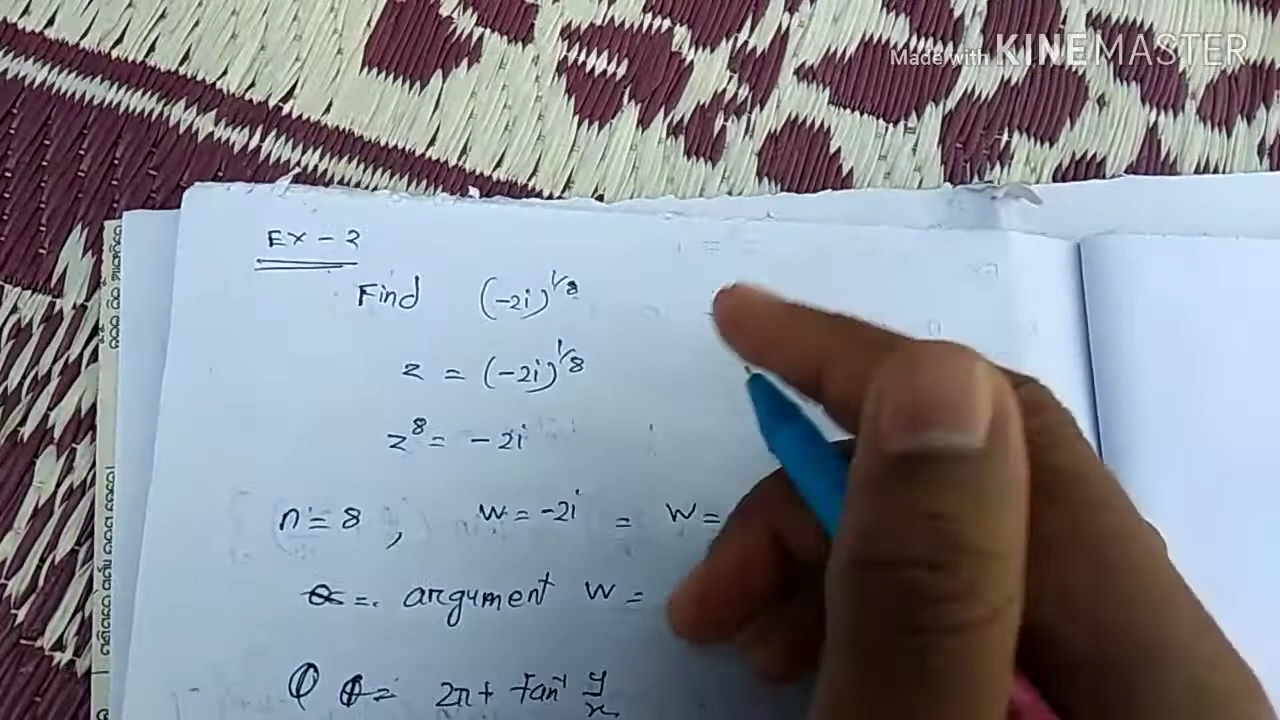 Made with KINEMASTER
Ex - 2
Find (-2i)^1/8
z = (-2i)^1/8
z^8 = -2i
n = 8 , w = -2i = w =
argument w =
φ = 2π + tan^-1 y/x